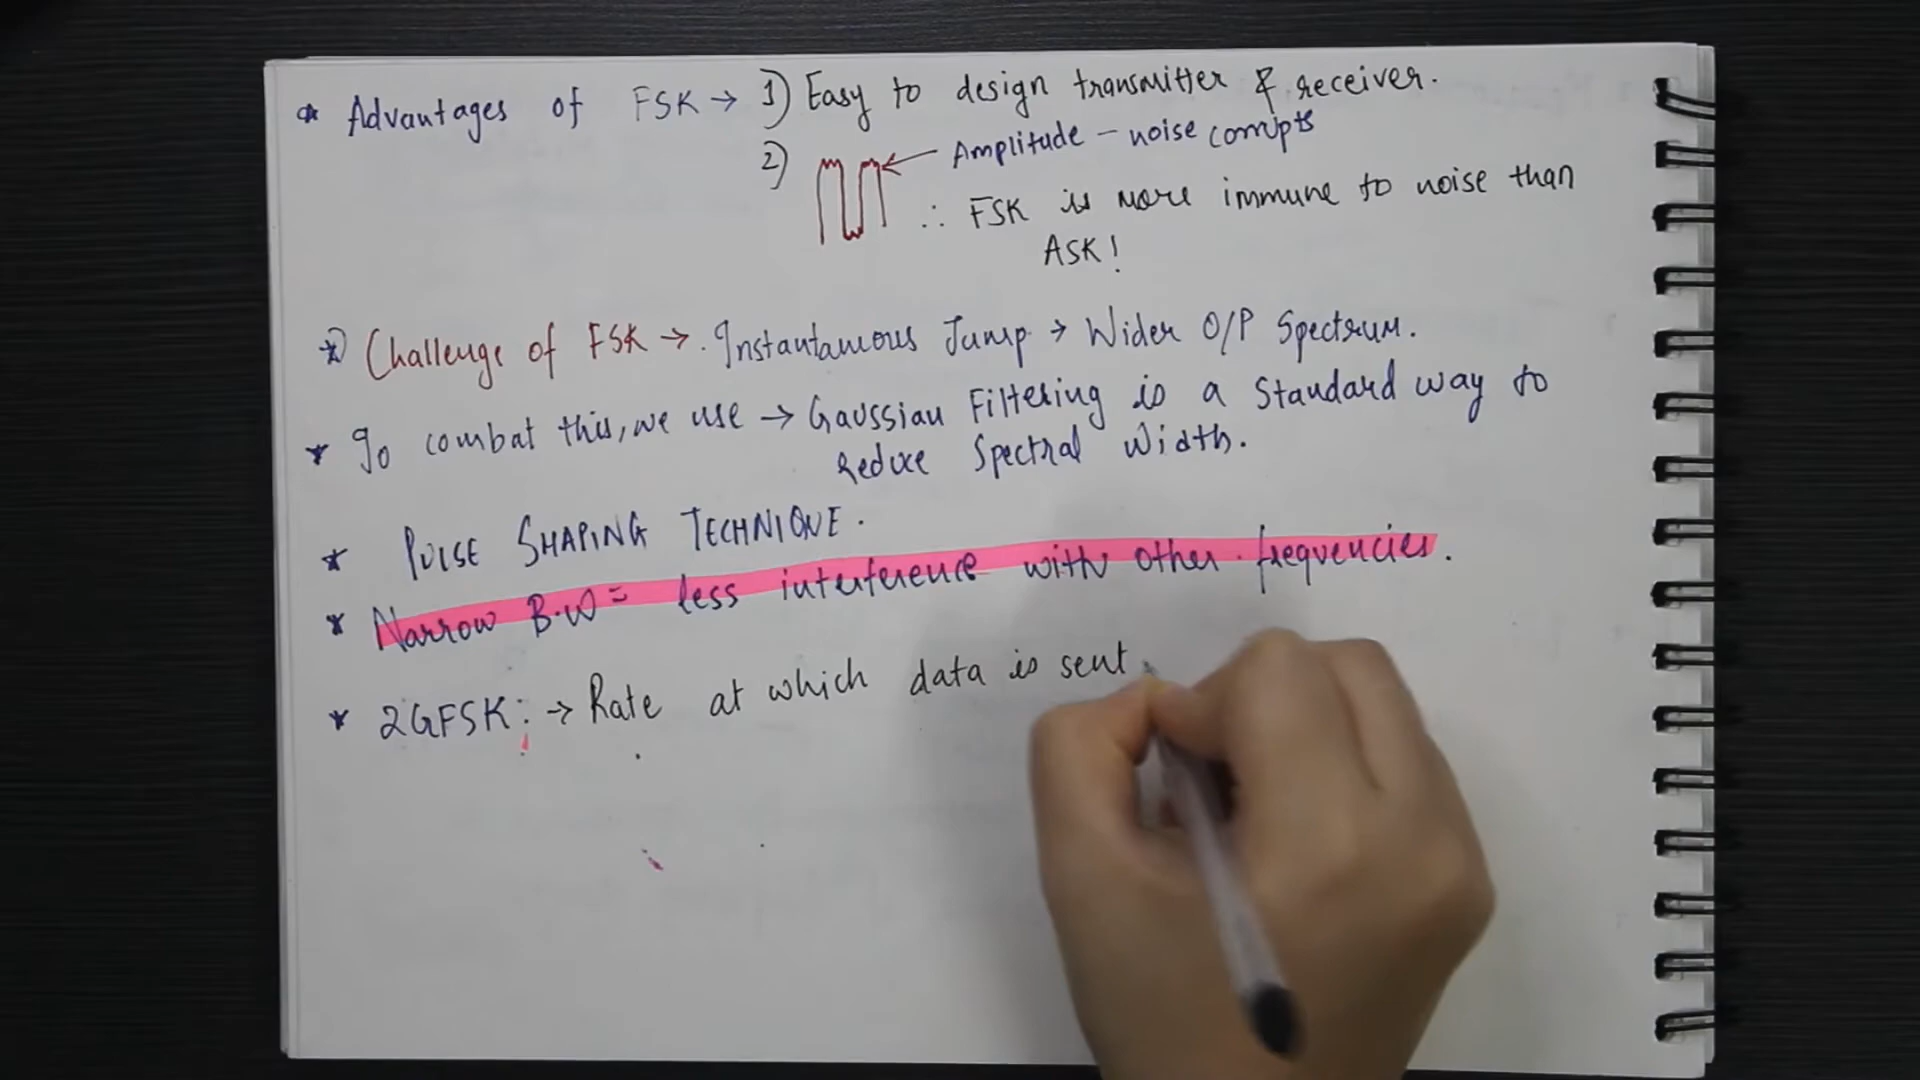 * Advantages of FSK → 1) Easy to design transmitter & receiver.
2) Amplitude – noise corrupts
∴ FSK is more immune to noise than
ASK!
* Challenge of FSK → Instantaneous Jump → Wider O/P Spectrum.
* To combat this, we use → Gaussian Filtering is a Standard way to
reduce Spectral Width.
* PULSE SHAPING TECHNIQUE.
* Narrow B.W = less interference with other frequencies.
* 2GFSK: → Rate at which data is sent